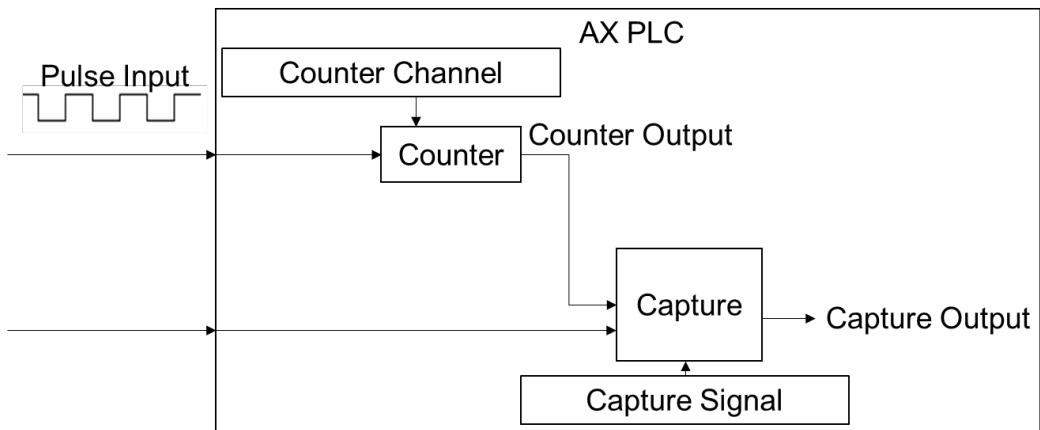 AX PLC
Counter Channel
Pulse Input
Counter Output
Counter
Capture
Capture Output
Capture Signal